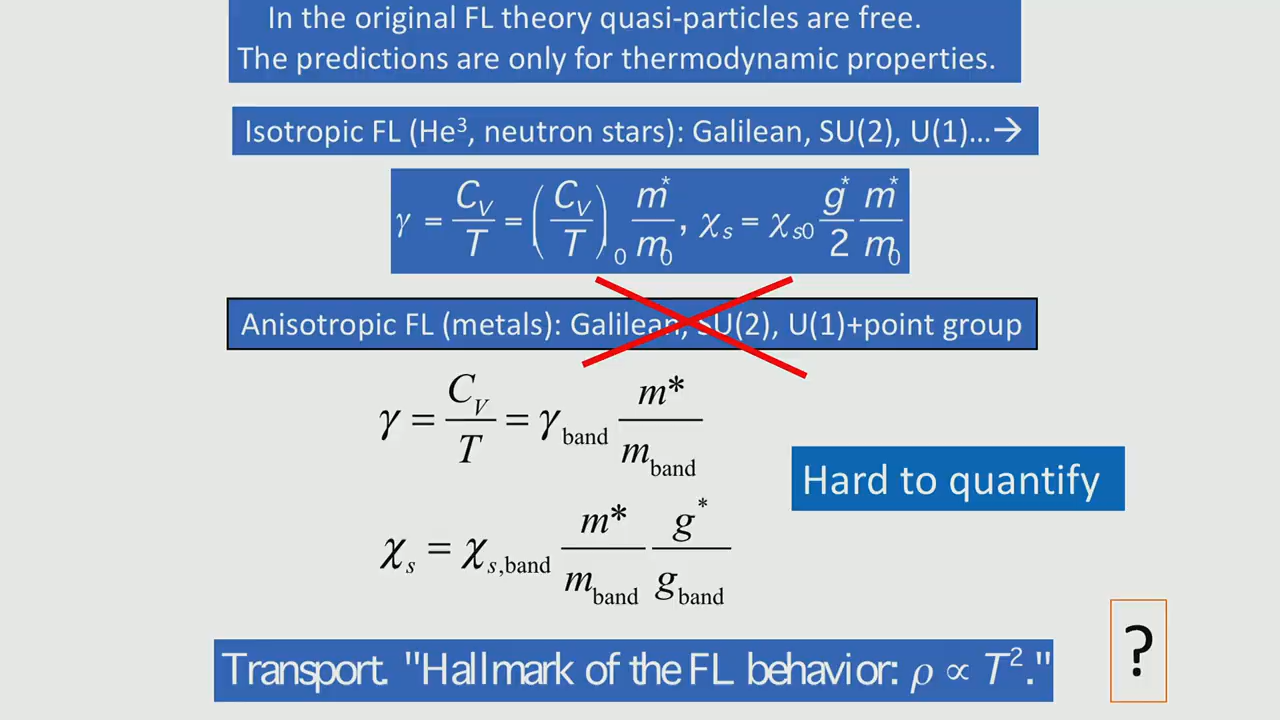 In the original FL theory quasi-particles are free.
The predictions are only for thermodynamic properties.
Isotropic FL (He³, neutron stars): Galilean, SU(2), U(1)…→
γ = C_V/T = (C_V/T)₀ m*/m₀, χ_s = χ_s0 g*/2 m*/m₀
Anisotropic FL (metals): Galilean, SU(2), U(1)+point group
γ = C_V/T = γ_band m*/m_band
Hard to quantify
χ_s = χ_s,band m*/m_band g*/g_band
Transport. "Hallmark of the FL behavior: ρ ∝ T²."
?